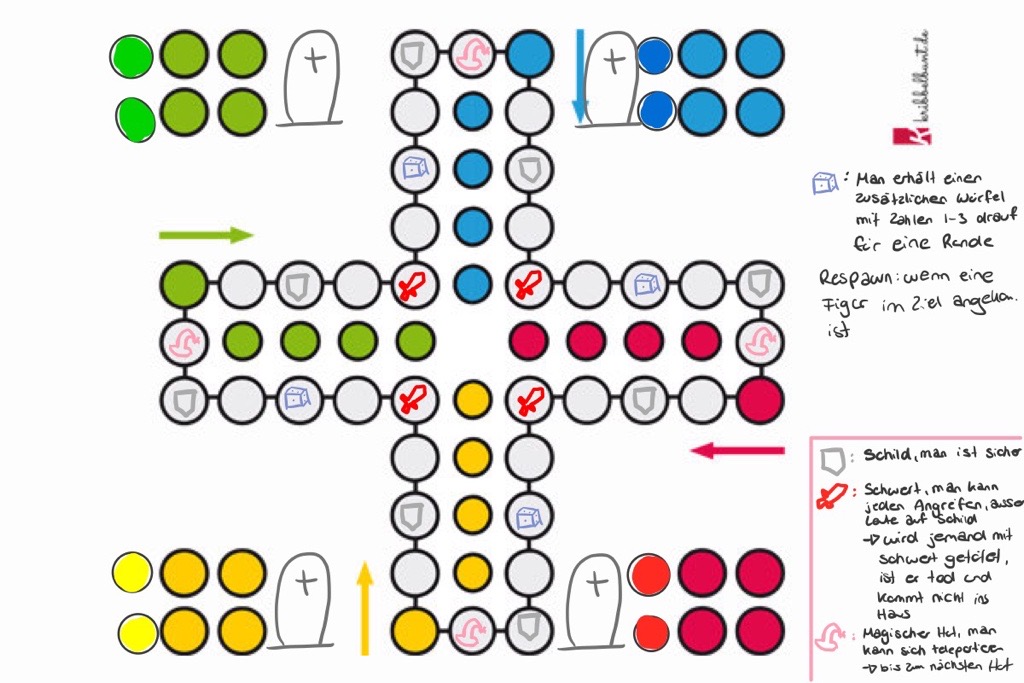 kribbelbunt.de
: Man erhält einen
zusätzlichen Würfel
mit Zahlen 1-3 drauf
für eine Runde
Respawn: wenn eine
Figur im Ziel angekom.
ist
: Schild, man ist sicher
: Schwert, man kann
jeden Angreifen, ausser
Leute auf Schild
→ wird jemand mit
schwert getötet,
ist er tod und
kommt nicht ins
Haus
: Magischer Hut, man
kann sich teleportieren
→ bis zum nächsten Hut